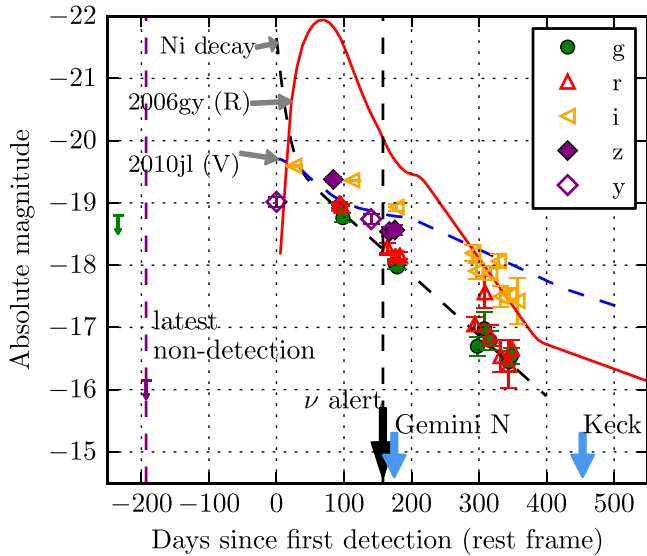 −22
−21
−20
−19
−18
−17
−16
−15
Absolute magnitude
Ni decay
2006gy (R)
2010jl (V)
latest
non-detection
ν alert
Gemini N
Keck
g
r
i
z
y
−200 −100 0 100 200 300 400 500
Days since first detection (rest frame)